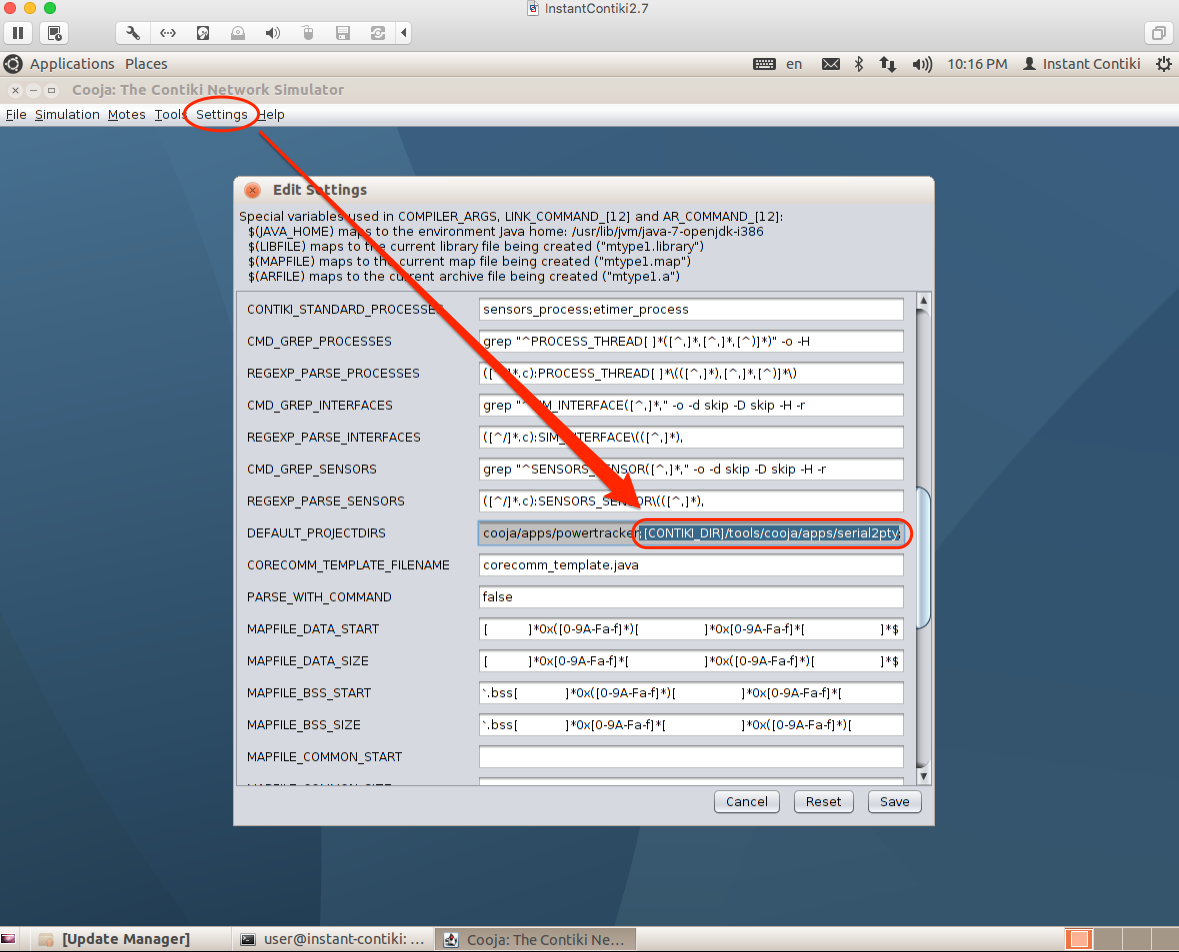 InstantContiki2.7
Applications Places en 10:16 PM Instant Contiki
Cooja: The Contiki Network Simulator
File Simulation Motes Tools Settings Help
Edit Settings
Special variables used in COMPILER_ARGS, LINK_COMMAND_[12] and AR_COMMAND_[12]:
$(JAVA_HOME) maps to the environment Java home: /usr/lib/jvm/java-7-openjdk-i386
$(LIBFILE) maps to the current library file being created ("mtype1.library")
$(MAPFILE) maps to the current map file being created ("mtype1.map")
$(ARFILE) maps to the current archive file being created ("mtype1.a")
CONTIKI_STANDARD_PROCESSES sensors_process;etimer_process
CMD_GREP_PROCESSES grep "^PROCESS_THREAD[ ]*([^,]*,[^,]*,[^)]*)" -o -H
REGEXP_PARSE_PROCESSES ([^/]*.c):PROCESS_THREAD[ ]*\(([^,]*),[^,]*,[^)]*\)
CMD_GREP_INTERFACES grep "^SIM_INTERFACE([^,]*," -o -d skip -D skip -H -r
REGEXP_PARSE_INTERFACES ([^/]*.c):SIM_INTERFACE\(([^,]*),
CMD_GREP_SENSORS grep "^SENSORS_SENSOR([^,]*," -o -d skip -D skip -H -r
REGEXP_PARSE_SENSORS ([^/]*.c):SENSORS_SENSOR\(([^,]*),
DEFAULT_PROJECTDIRS cooja/apps/powertracker;[CONTIKI_DIR]/tools/cooja/apps/serial2pty;
CORECOMM_TEMPLATE_FILENAME corecomm_template.java
PARSE_WITH_COMMAND false
MAPFILE_DATA_START [ ]*0x([0-9A-Fa-f]*)[ ]*0x[0-9A-Fa-f]*[ ]*$
MAPFILE_DATA_SIZE [ ]*0x[0-9A-Fa-f]*[ ]*0x([0-9A-Fa-f]*)[ ]*$
MAPFILE_BSS_START ^.bss[ ]*0x([0-9A-Fa-f]*)[ ]*0x[0-9A-Fa-f]*[
MAPFILE_BSS_SIZE ^.bss[ ]*0x[0-9A-Fa-f]*[ ]*0x([0-9A-Fa-f]*)[
MAPFILE_COMMON_START
Cancel Reset Save
[Update Manager] user@instant-contiki: ... Cooja: The Contiki Ne...